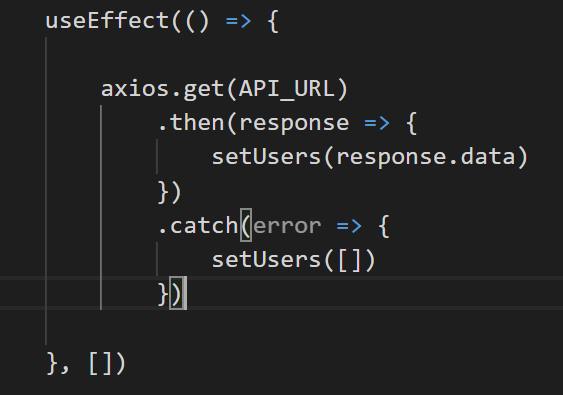 useEffect(() => {
axios.get(API_URL)
.then(response => {
setUsers(response.data)
})
.catch(error => {
setUsers([])
})
}, [])